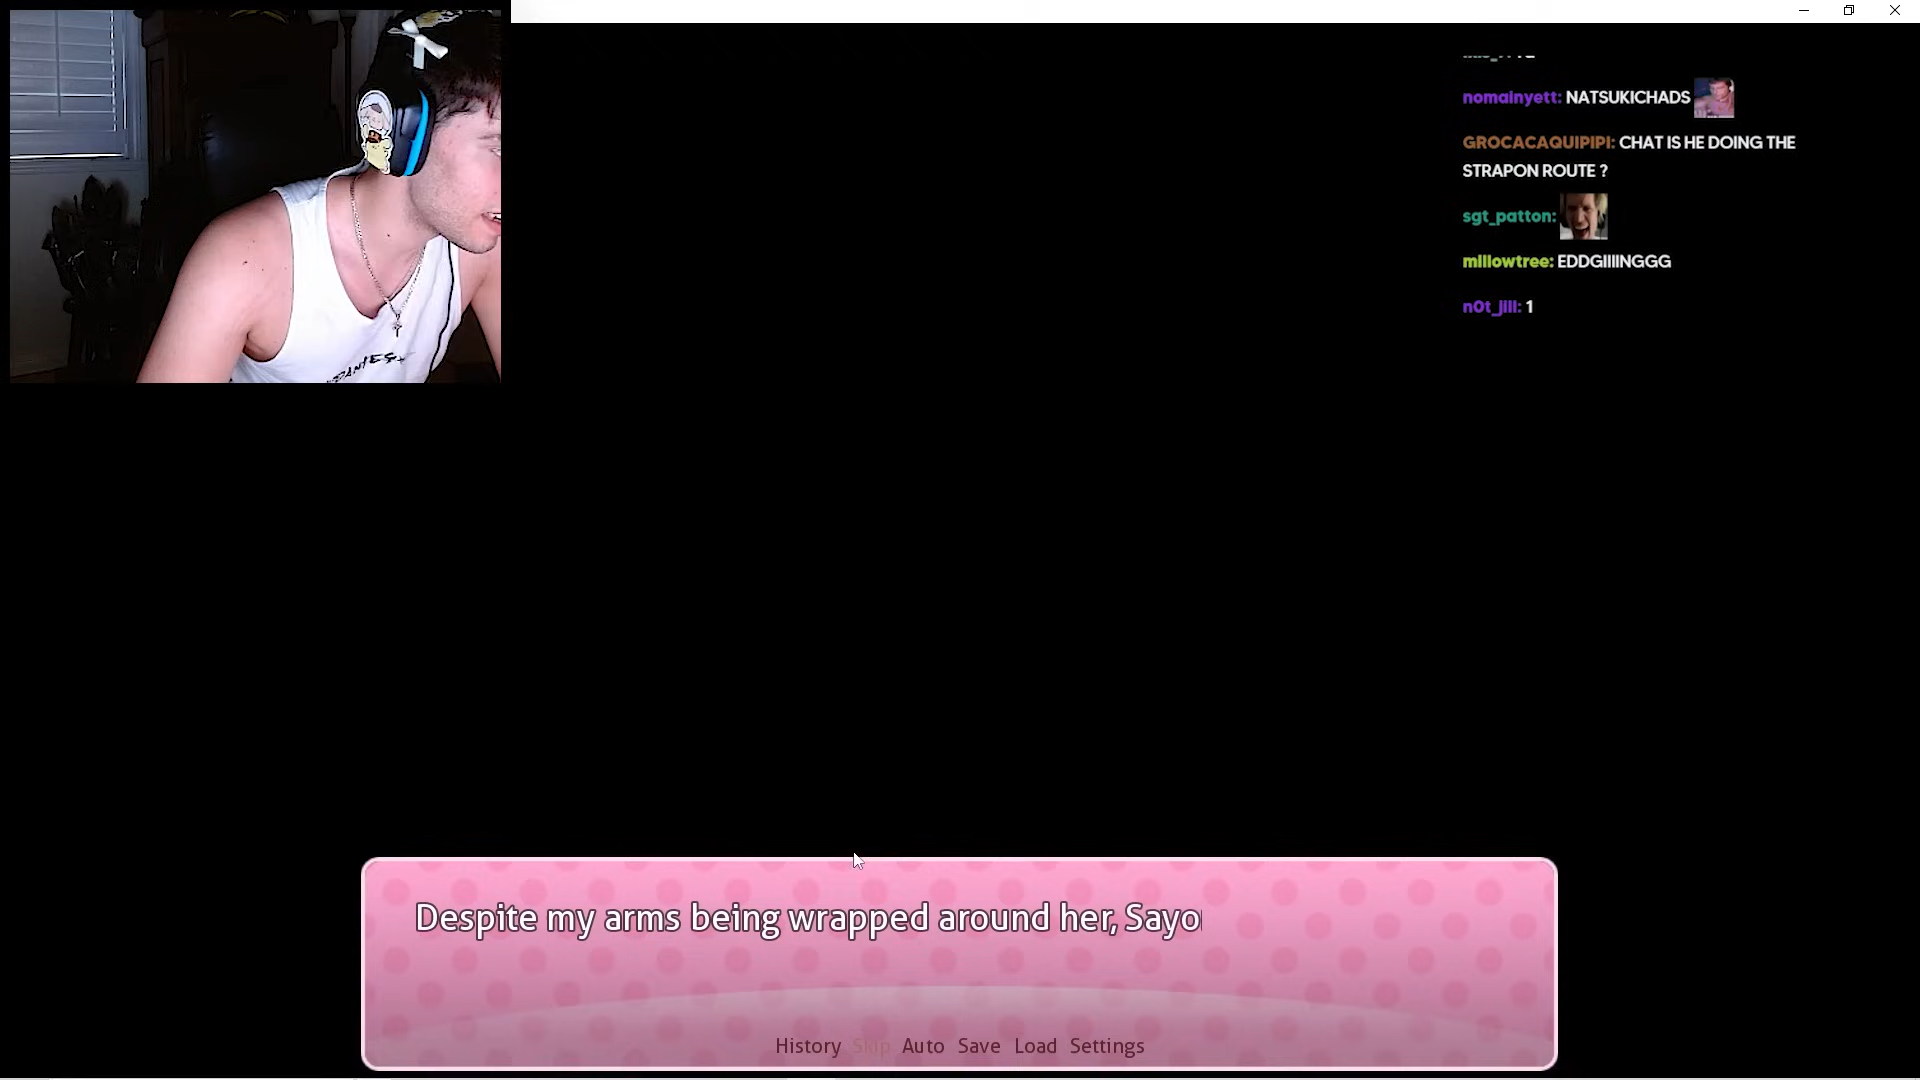 nomainyett: NATSUKICHADS
GROCACAQUIPIPI: CHAT IS HE DOING THE
STRAPON ROUTE ?
sgt_patton:
millowtree: EDDGIIIINGGG
n0t_jill: 1
Despite my arms being wrapped around her, Sayo
History Skip Auto Save Load Settings